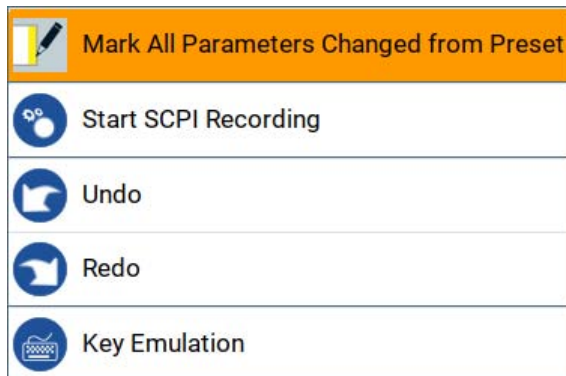 Mark All Parameters Changed from Preset
Start SCPI Recording
Undo
Redo
Key Emulation